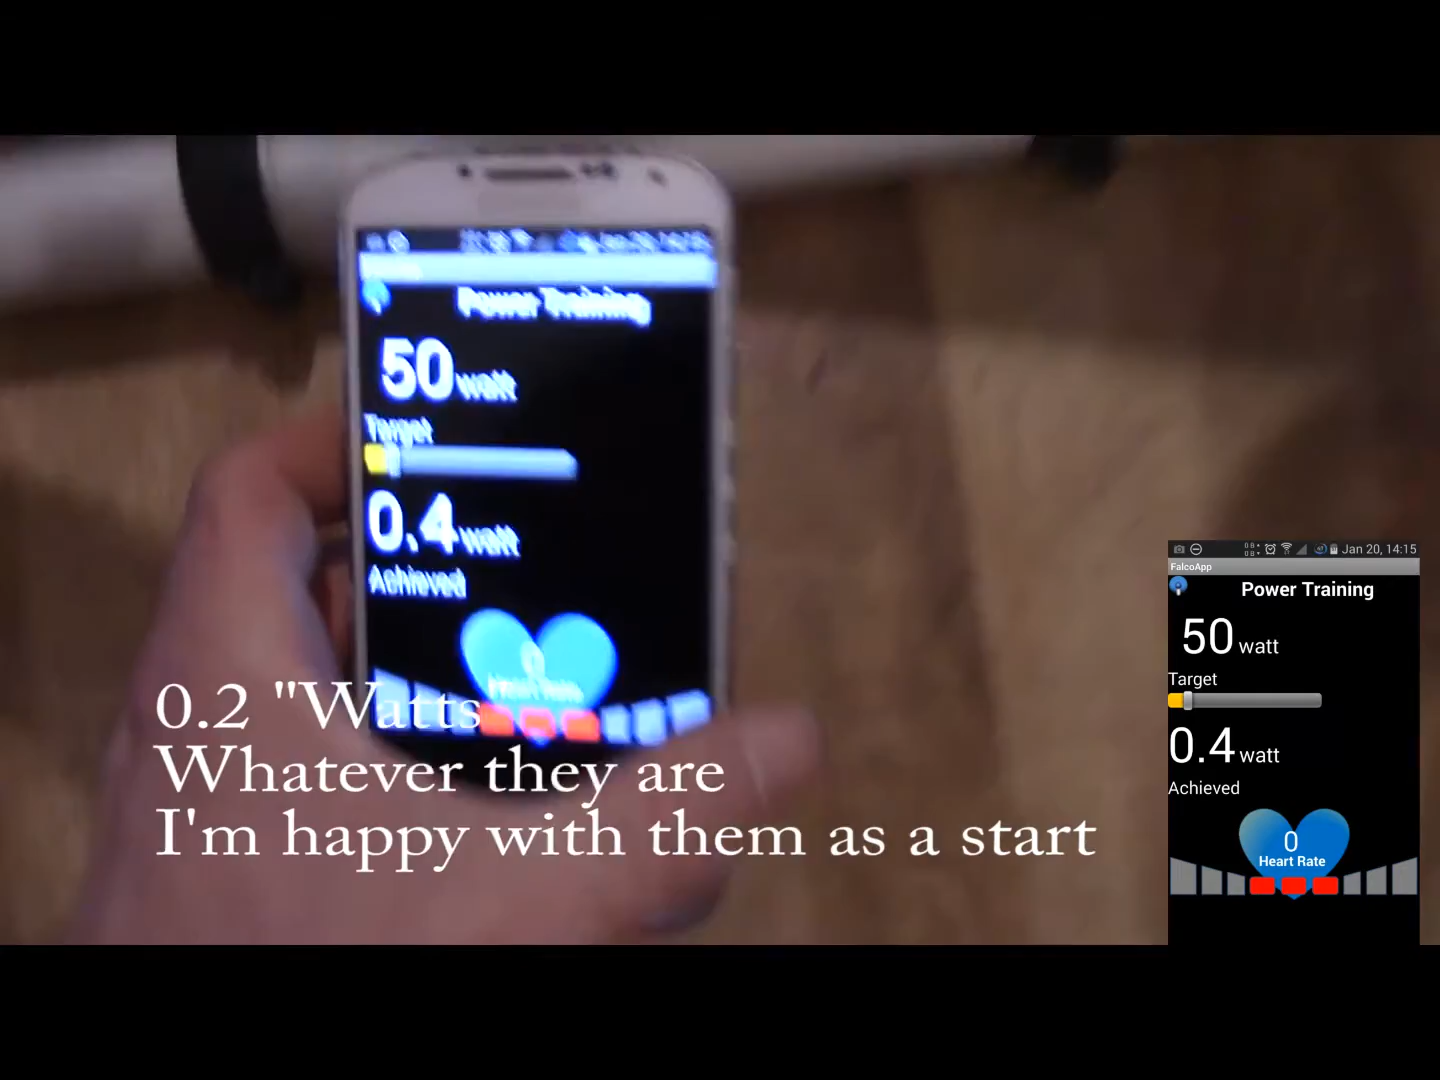 Power Training
50 watt
Target
0.4 watt
Achieved
0
0.2 "Watts
Whatever they are
I'm happy with them as a start
Jan 20, 14:15
FalcoApp
Power Training
50 watt
Target
0.4 watt
Achieved
0
Heart Rate